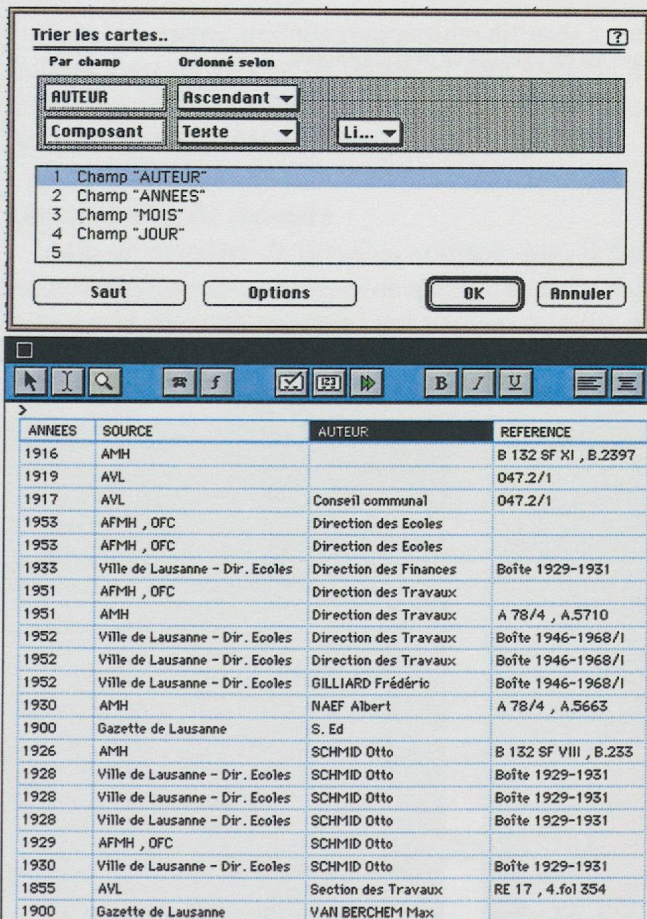 Trier les cartes.. ?
Par champ Ordonné selon
AUTEUR Ascendant
Composant Texte Li...
1 Champ "AUTEUR"
2 Champ "ANNEES"
3 Champ "MOIS"
4 Champ "JOUR"
5
Saut Options OK Annuler
f 123 B I U
>
ANNEES SOURCE AUTEUR REFERENCE
1916 AMH B 132 SF XI , B.2397
1919 AVL 047.2/1
1917 AVL Conseil communal 047.2/1
1953 AFMH , OFC Direction des Ecoles
1953 AFMH , OFC Direction des Ecoles
1933 Ville de Lausanne - Dir. Ecoles Direction des Finances Boîte 1929-1931
1951 AFMH , OFC Direction des Travaux
1951 AMH Direction des Travaux A 78/4 , A.5710
1952 Ville de Lausanne - Dir. Ecoles Direction des Travaux Boîte 1946-1968/I
1952 Ville de Lausanne - Dir. Ecoles Direction des Travaux Boîte 1946-1968/I
1952 Ville de Lausanne - Dir. Ecoles GILLIARD Frédéric Boîte 1946-1968/I
1930 AMH NAEF Albert A 78/4 , A.5663
1900 Gazette de Lausanne S. Ed
1926 AMH SCHMID Otto B 132 SF VIII , B.233
1928 Ville de Lausanne - Dir. Ecoles SCHMID Otto Boîte 1929-1931
1928 Ville de Lausanne - Dir. Ecoles SCHMID Otto Boîte 1929-1931
1928 Ville de Lausanne - Dir. Ecoles SCHMID Otto Boîte 1929-1931
1929 AFMH , OFC SCHMID Otto
1930 Ville de Lausanne - Dir. Ecoles SCHMID Otto Boîte 1929-1931
1855 AVL Section des Travaux RE 17 , 4.fol 354
1900 Gazette de Lausanne VAN BERCHEM Max